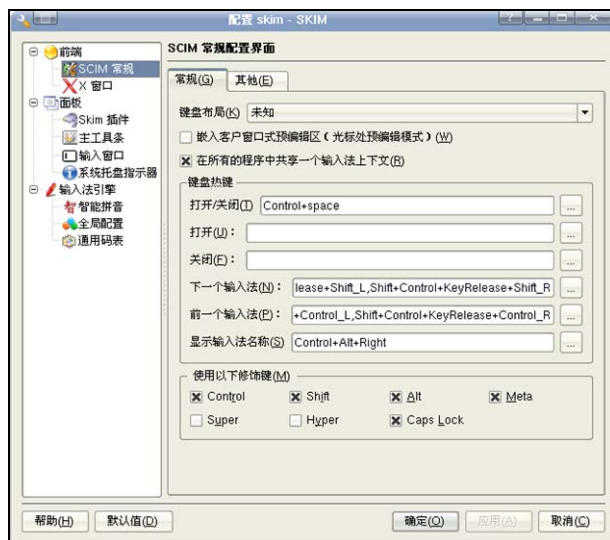 配置 skim - SKIM
前端
SCIM 常规
X 窗口
面板
Skim 插件
主工具条
输入窗口
系统托盘指示器
输入法引擎
智能拼音
全局配置
通用码表
SCIM 常规配置界面
常规(G) 其他(E)
键盘布局(K) 未知
嵌入客户窗口式预编辑区（光标处预编辑模式）(W)
在所有的程序中共享一个输入法上下文(R)
键盘热键
打开/关闭(T) Control+space ...
打开(U)： ...
关闭(F)： ...
下一个输入法(N)： lease+Shift_L,Shift+Control+KeyRelease+Shift_R ...
前一个输入法(P)： +Control_L,Shift+Control+KeyRelease+Control_R ...
显示输入法名称(S) Control+Alt+Right ...
使用以下修饰键(M)
Control Shift Alt Meta
Super Hyper Caps Lock
帮助(H) 默认值(D) 确定(O) 应用(A) 取消(C)